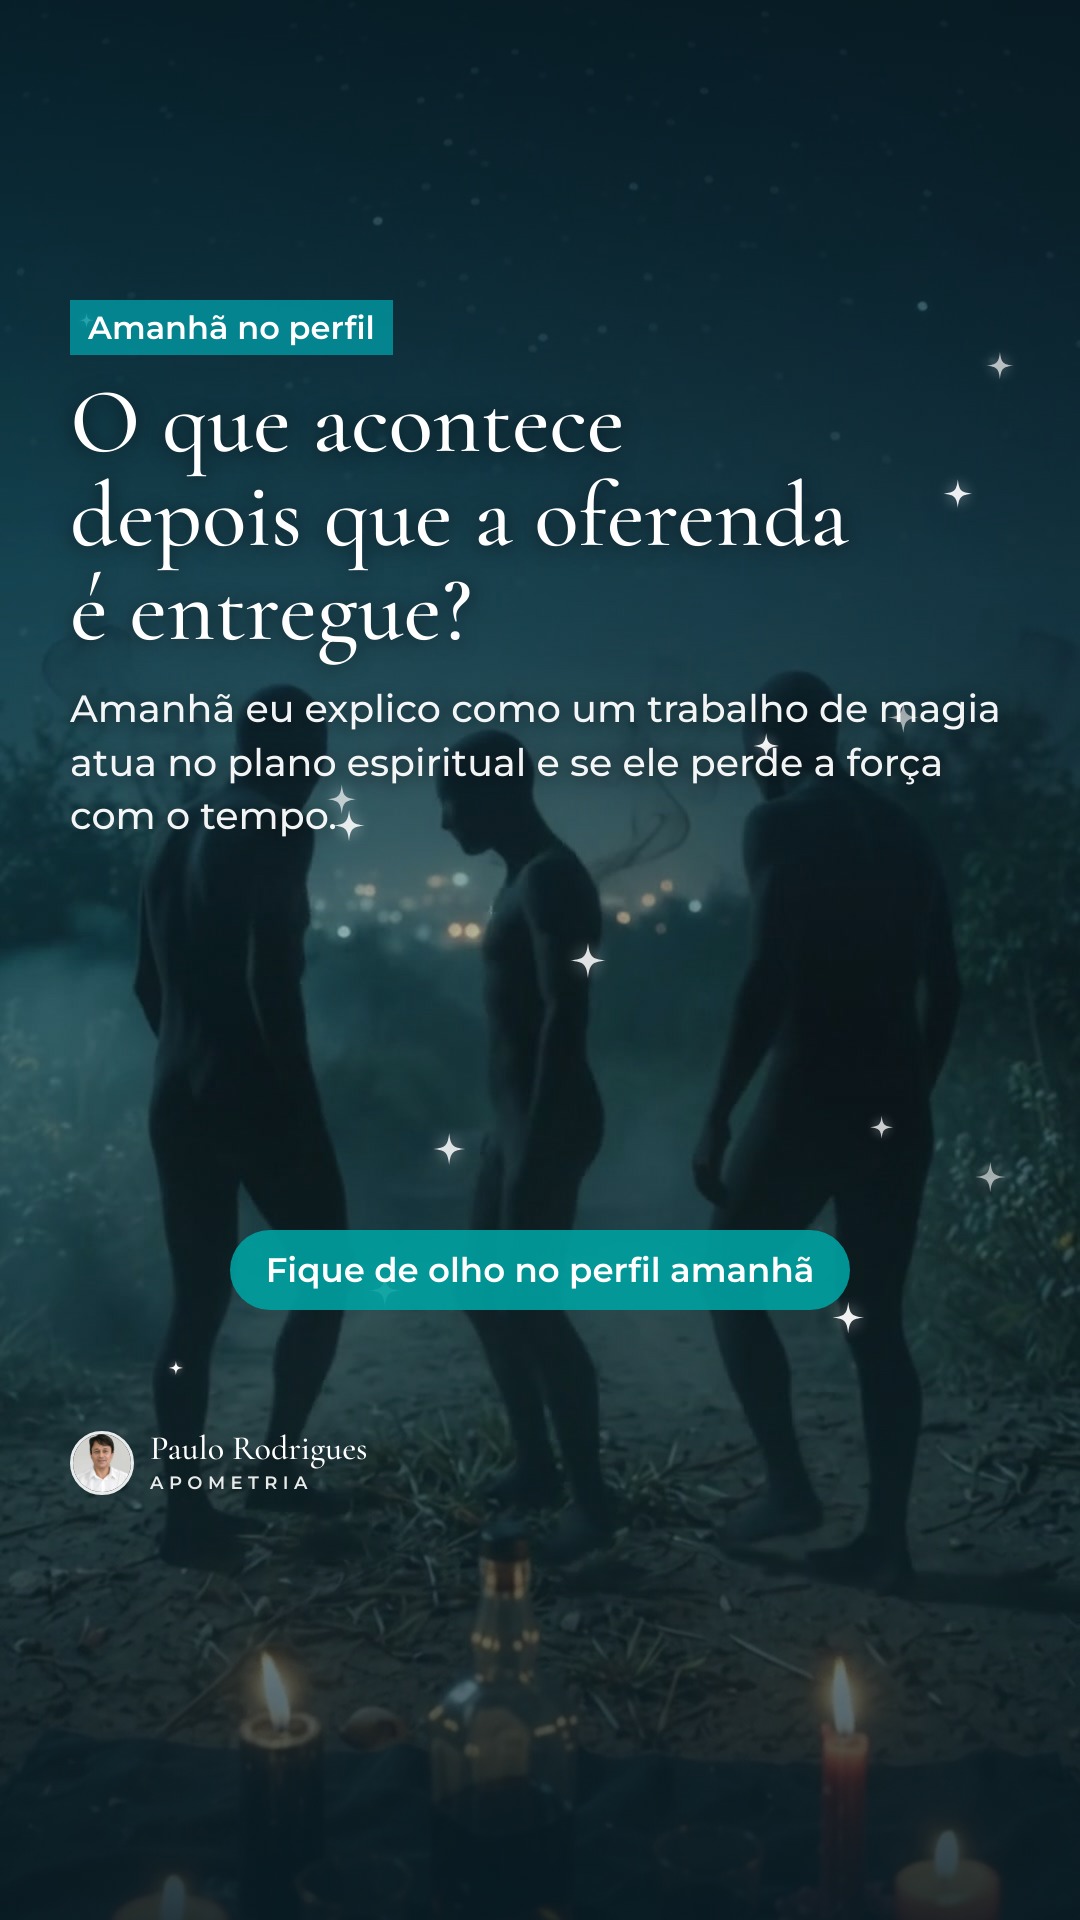 Amanhã no perfil
O que acontece
depois que a oferenda
é entregue?
Amanhã eu explico como um trabalho de magia
atua no plano espiritual e se ele perde a força
com o tempo.
Fique de olho no perfil amanhã
Paulo Rodrigues
APOMETRIA